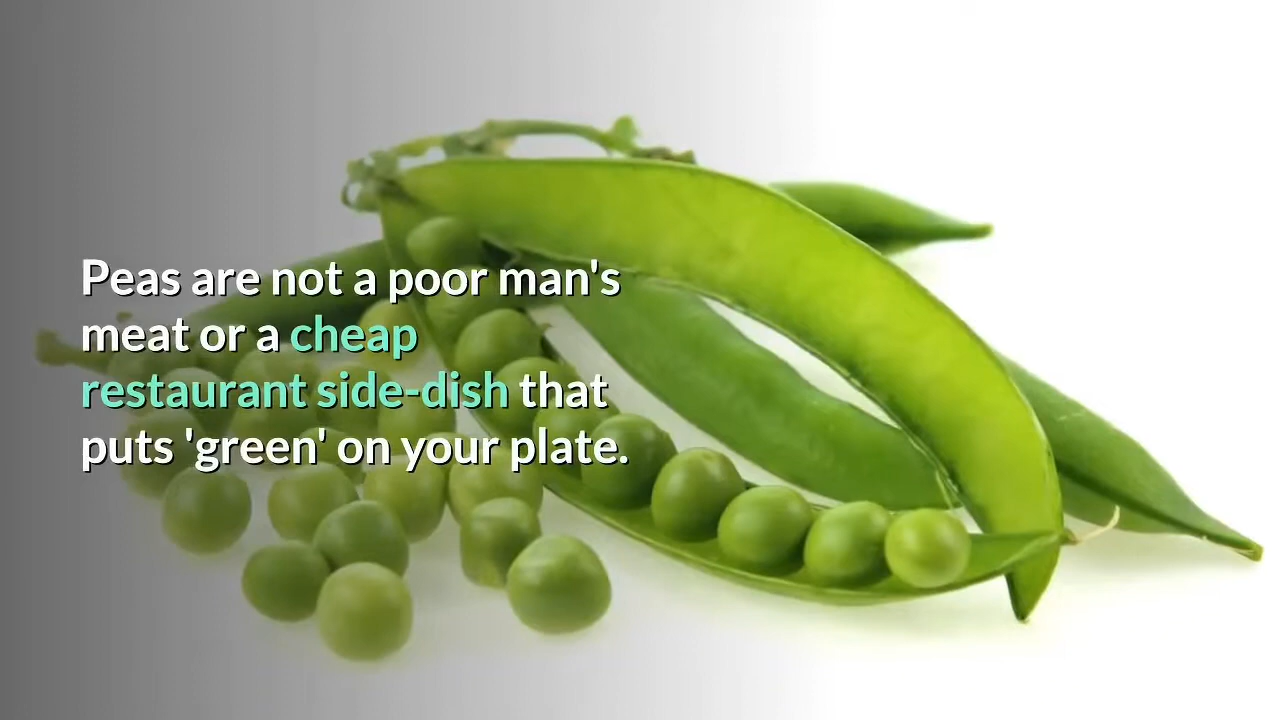 Peas are not a poor man's
meat or a cheap
restaurant side-dish that
puts 'green' on your plate.